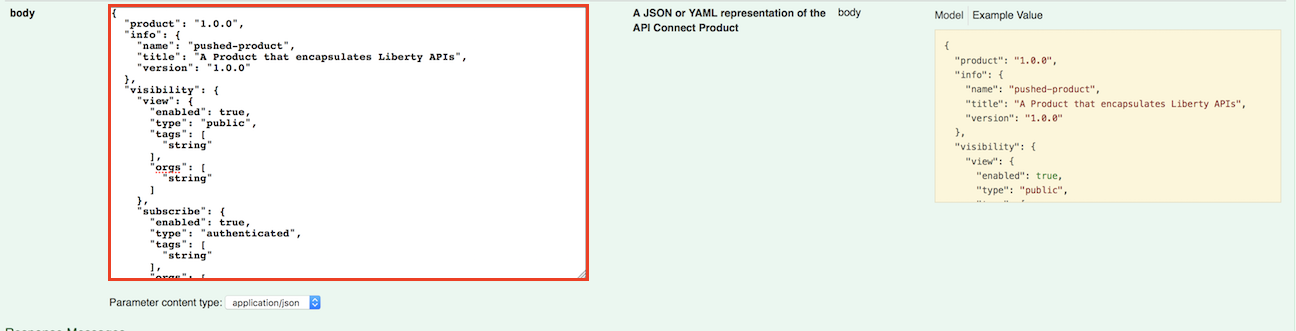 body
{
  "product": "1.0.0",
  "info": {
    "name": "pushed-product",
    "title": "A Product that encapsulates Liberty APIs",
    "version": "1.0.0"
  },
  "visibility": {
    "view": {
      "enabled": true,
      "type": "public",
      "tags": [
        "string"
      ],
      "orgs": [
        "string"
      ]
    },
    "subscribe": {
      "enabled": true,
      "type": "authenticated",
      "tags": [
        "string"
      ],
      "orgs": [
Parameter content type: application/json
A JSON or YAML representation of the
API Connect Product
body
Model Example Value
{
  "product": "1.0.0",
  "info": {
    "name": "pushed-product",
    "title": "A Product that encapsulates Liberty APIs",
    "version": "1.0.0"
  },
  "visibility": {
    "view": {
      "enabled": true,
      "type": "public",
Response Messages